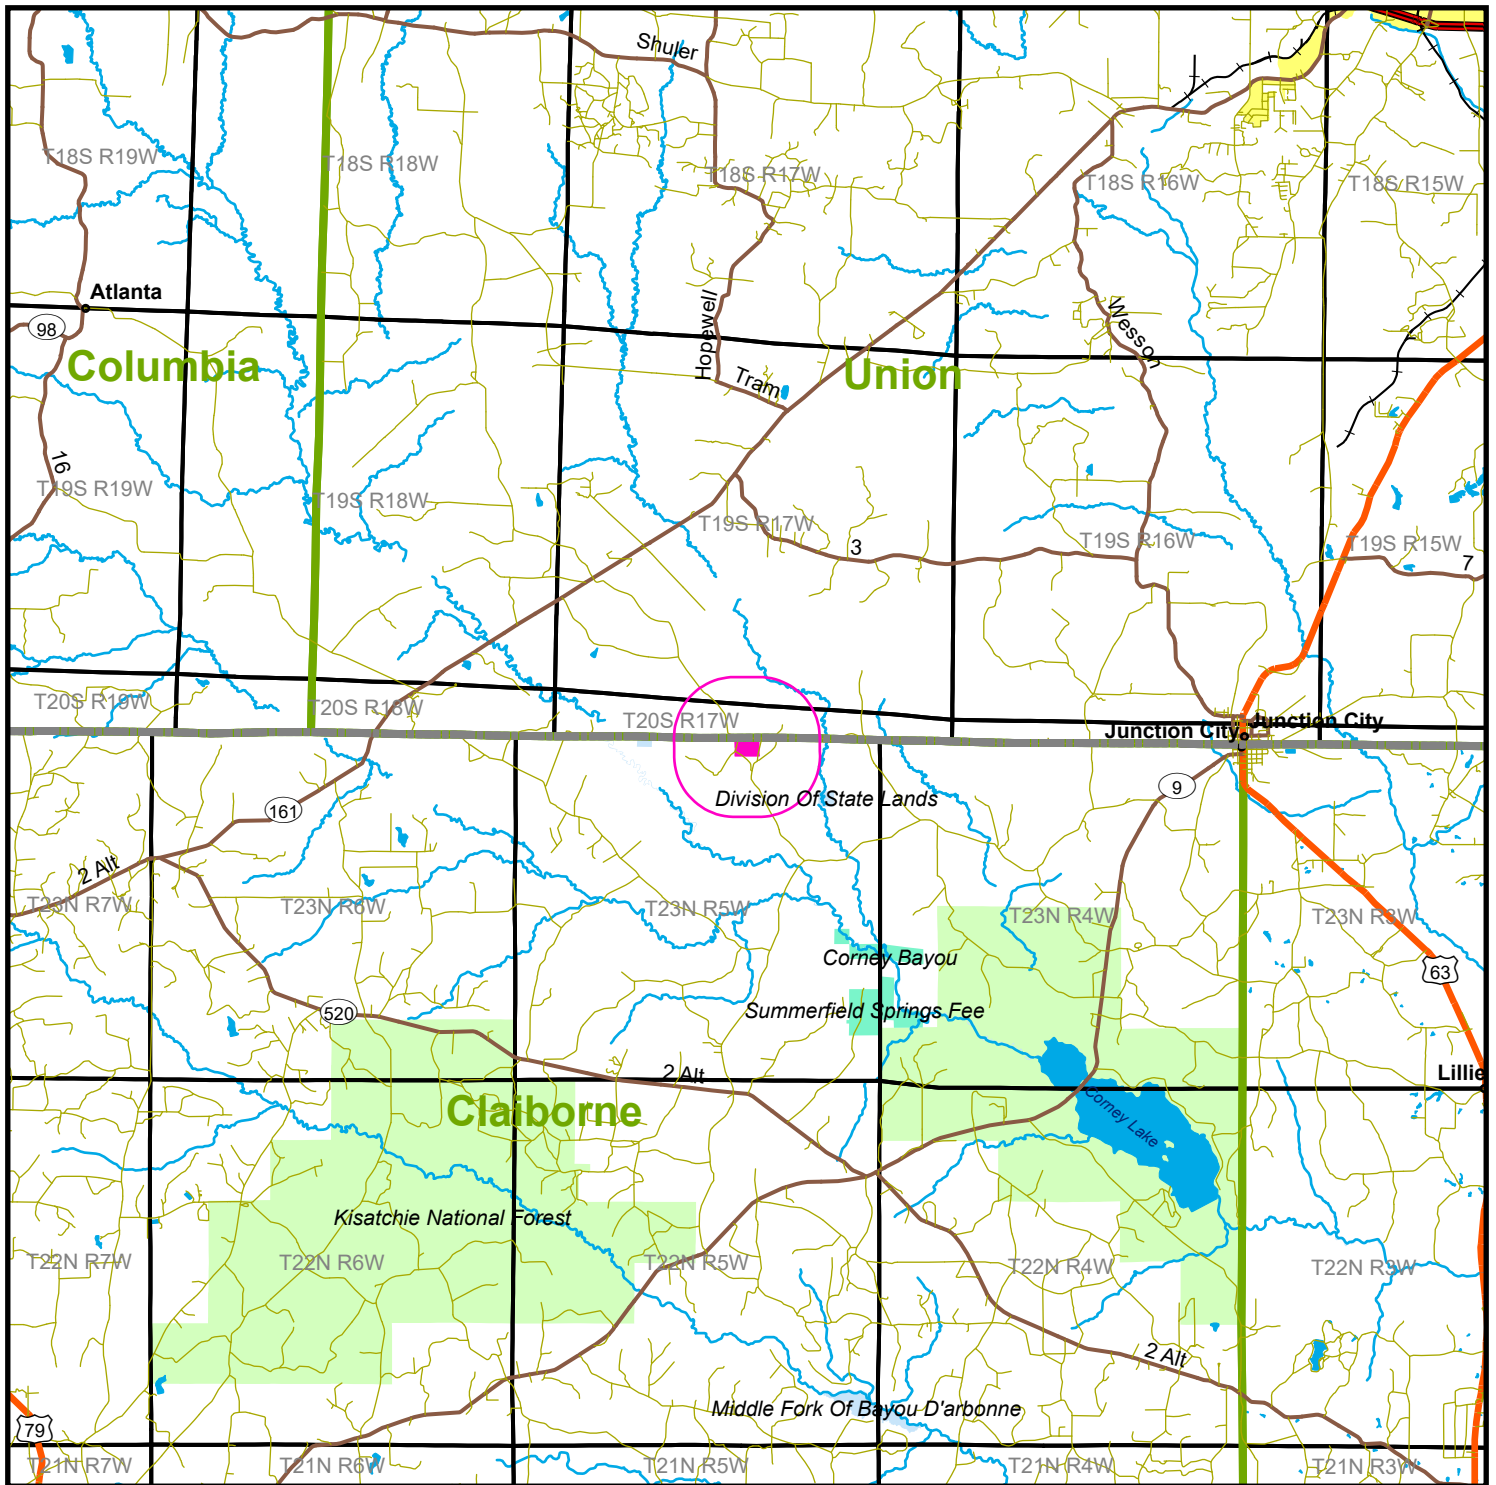 Shuler
T18S R19W
T18S R18W
T18S R17W
T18S R16W
T18S R15W
Atlanta
98
Columbia
Hopewell
Tram
Union
Wesson
16
T19S R19W
T19S R18W
T19S R17W
3
T19S R16W
T19S R15W
7
T20S R19W
T20S R18W
T20S R17W
Junction City
Junction City
9
Division Of State Lands
161
2 Alt
T23N R7W
T23N R6W
T23N R5W
T23N R4W
T23N R3W
Corney Bayou
63
Summerfield Springs Fee
520
2 Alt
Lillie
Claiborne
Corney Lake
Kisatchie National Forest
T22N R7W
T22N R6W
T22N R5W
T22N R4W
T22N R3W
2 Alt
Middle Fork Of Bayou D'arbonne
79
T21N R7W
T21N R6W
T21N R5W
T21N R4W
T21N R3W